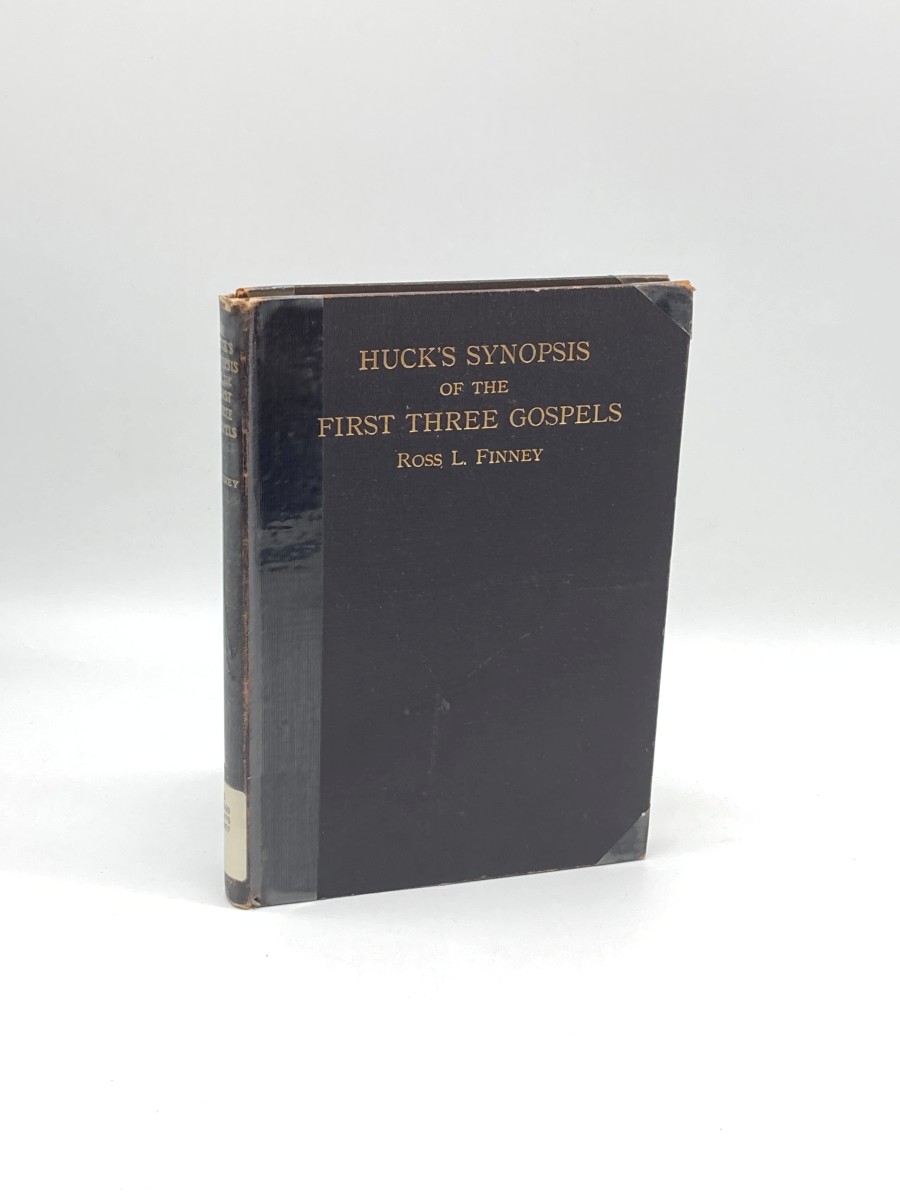 HUCK'S SYNOPSIS
OF THE
FIRST THREE GOSPELS
ROSS L. FINNEY